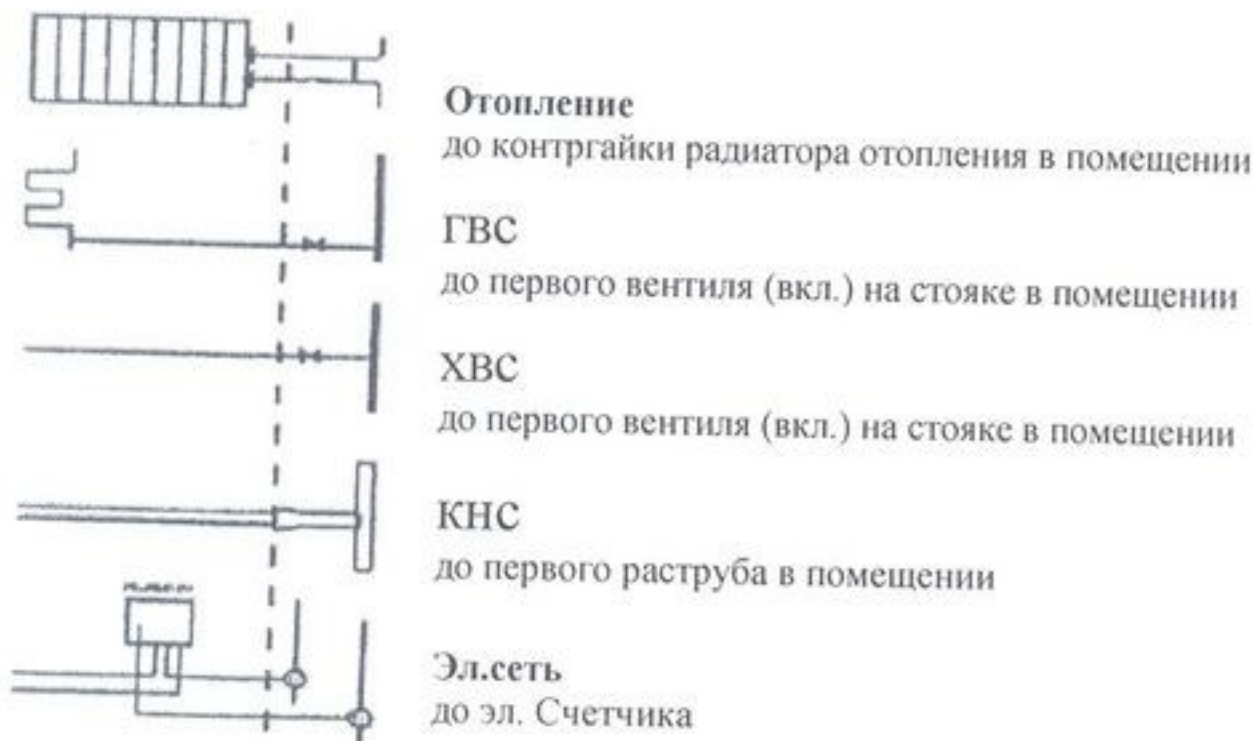 Отопление
до контргайки радиатора отопления в помещении
ГВС
до первого вентиля (вкл.) на стояке в помещении
ХВС
до первого вентиля (вкл.) на стояке в помещении
КНС
до первого раструба в помещении
Эл.сеть
до эл. Счетчика